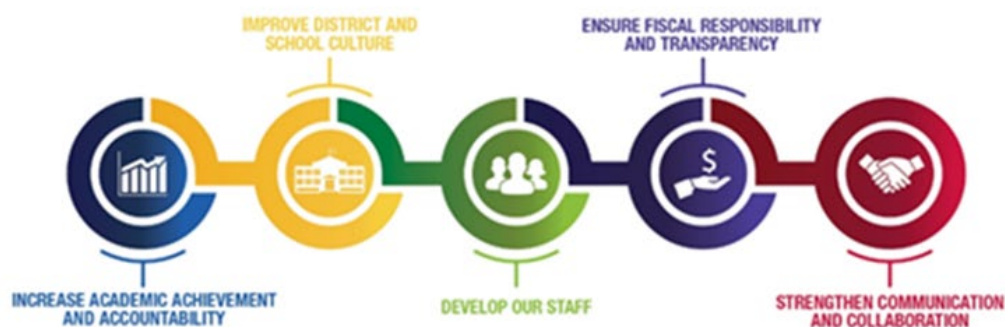 IMPROVE DISTRICT AND
SCHOOL CULTURE
ENSURE FISCAL RESPONSIBILITY
AND TRANSPARENCY
$
INCREASE ACADEMIC ACHIEVEMENT
AND ACCOUNTABILITY
DEVELOP OUR STAFF
STRENGTHEN COMMUNICATION
AND COLLABORATION